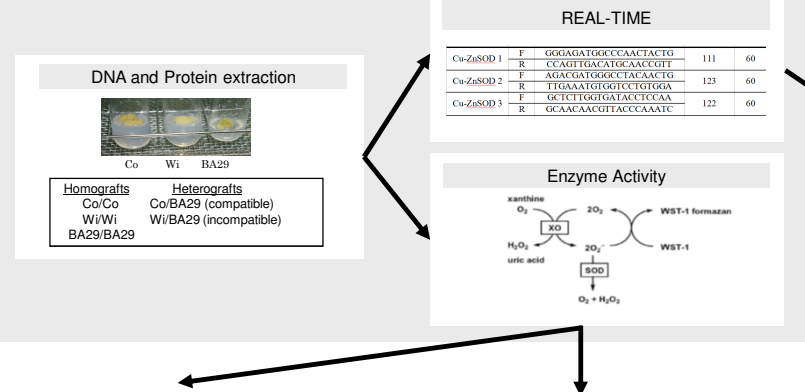 REAL-TIME
Cu-ZnSOD 1 F GGGAGATGGCCCAACTACTG 111 60
R CCAGTTGACATGCAACCGTT
Cu-ZnSOD 2 F AGACGATGGGCCTACAACTG 123 60
R TTGAAATGTGGTCCTGTGGA
Cu-ZnSOD 3 F GCTCTTGGTGATACCTCCAA 122 60
R GCAACAACGTTACCCAAATC
DNA and Protein extraction
Co Wi BA29
Homografts Heterografts
Co/Co Co/BA29 (compatible)
Wi/Wi Wi/BA29 (incompatible)
BA29/BA29
Enzyme Activity
xanthine
O₂ 2O₂ WST-1 formazan
XO
H₂O₂ 2O₂⁻ WST-1
uric acid
SOD
O₂ + H₂O₂